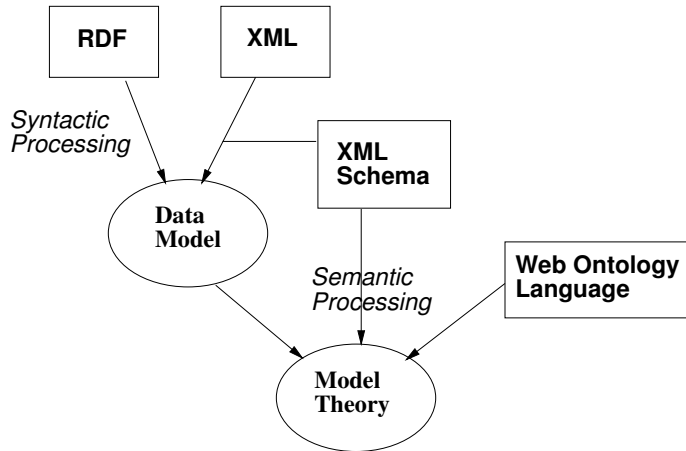 RDF
XML
Syntactic
Processing
XML
Schema
Data
Model
Semantic
Processing
Web Ontology
Language
Model
Theory